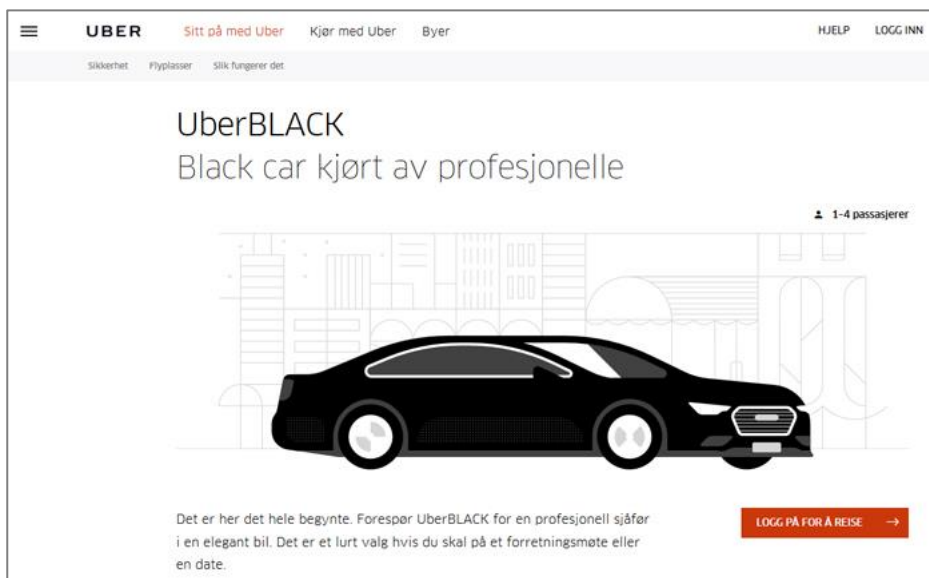 UBER Sitt på med Uber Kjør med Uber Byer HJELP LOGG INN
Sikkerhet Flyplasser Slik fungerer det
UberBLACK
Black car kjørt av profesjonelle
1-4 passasjerer
Det er her det hele begynte. Forespør UberBLACK for en profesjonell sjåfør
i en elegant bil. Det er et lurt valg hvis du skal på et forretningsmøte eller
en date.
LOGG PÅ FOR Å REISE →